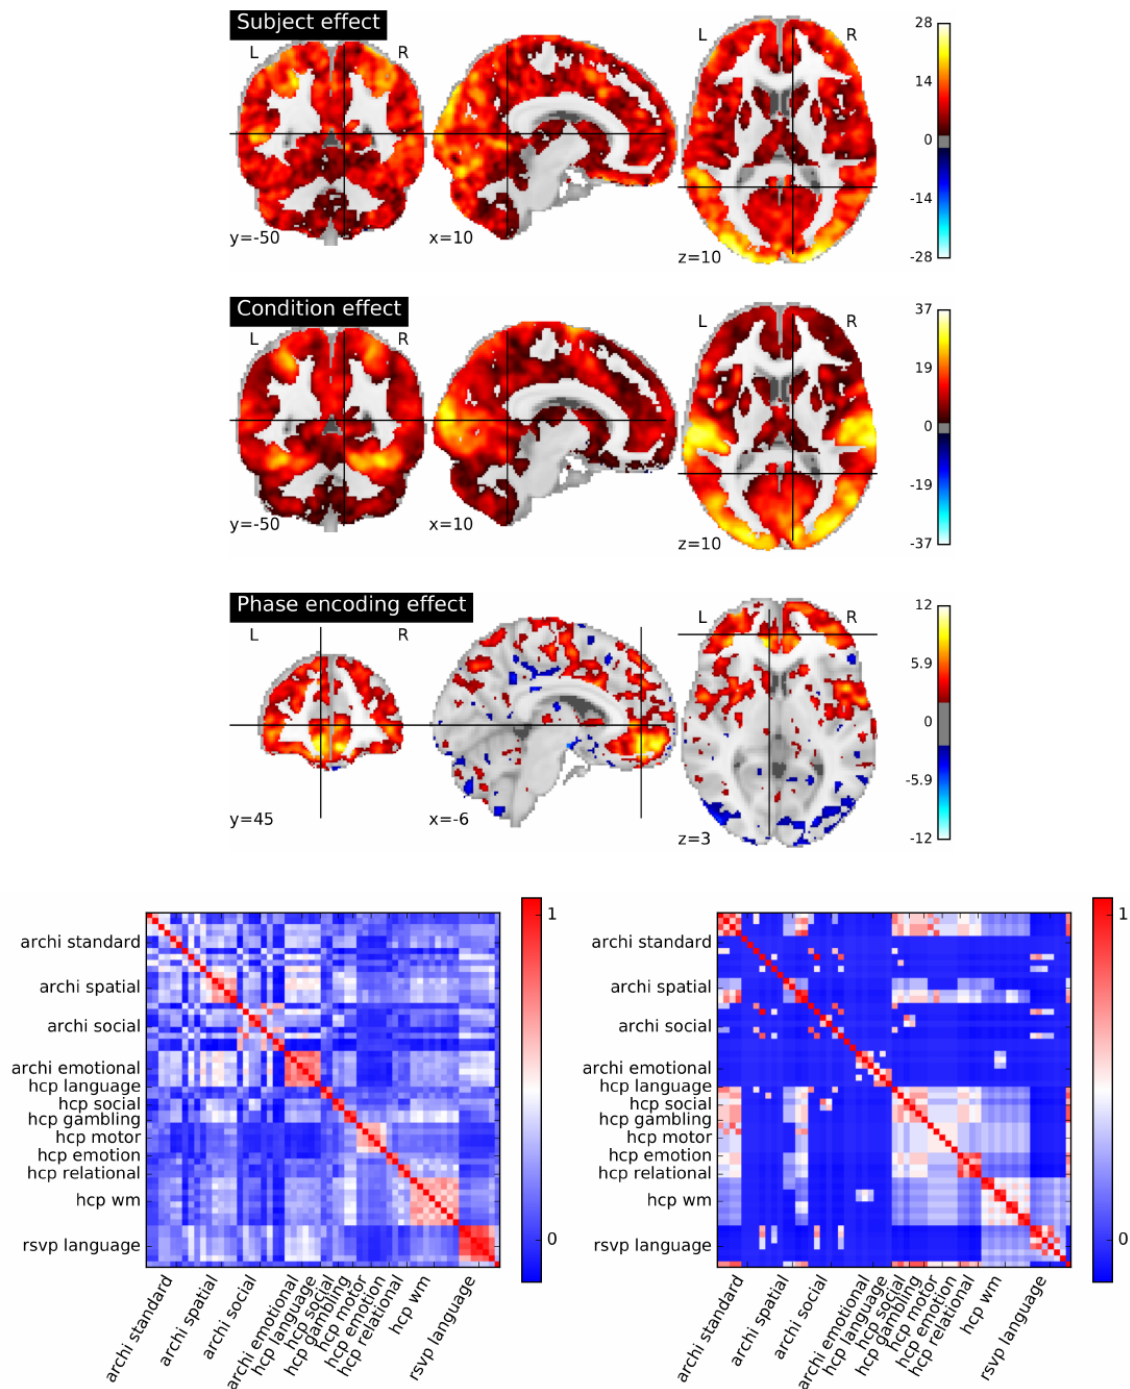 Subject effect
L
R
y=-50
x=10
z=10
L
R
28
14
0
-14
-28
Condition effect
L
R
y=-50
x=10
z=10
L
R
37
19
0
-19
-37
Phase encoding effect
L
R
y=45
x=-6
z=3
L
R
12
5.9
0
-5.9
-12
archi standard
archi spatial
archi social
archi emotional
hcp language
hcp social
hcp gambling
hcp motor
hcp emotion
hcp relational
hcp wm
rsvp language
archi standard
archi spatial
archi social
archi emotional
hcp language
hcp social
hcp gambling
hcp motor
hcp emotion
hcp relational
hcp wm
rsvp language
1
0
archi standard
archi spatial
archi social
archi emotional
hcp language
hcp social
hcp gambling
hcp motor
hcp emotion
hcp relational
hcp wm
rsvp language
archi standard
archi spatial
archi social
archi emotional
hcp language
hcp social
hcp gambling
hcp motor
hcp emotion
hcp relational
hcp wm
rsvp language
1
0